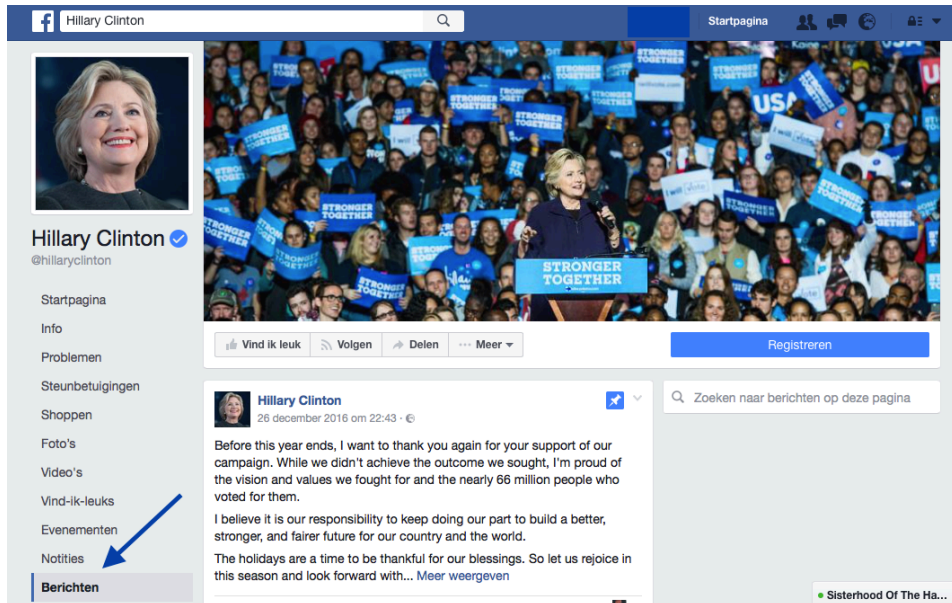 Hillary Clinton
Startpagina
Hillary Clinton
@hillaryclinton
Startpagina
Info
Problemen
Steunbetuigingen
Shoppen
Foto's
Video's
Vind-ik-leuks
Evenementen
Notities
Berichten
STRONGER TOGETHER
USA
I will Vote
STRONGER
TOGETHER
Vind ik leuk
Volgen
Delen
Meer
Registreren
Hillary Clinton
26 december 2016 om 22:43 ·
Before this year ends, I want to thank you again for your support of our
campaign. While we didn't achieve the outcome we sought, I'm proud of
the vision and values we fought for and the nearly 66 million people who
voted for them.
I believe it is our responsibility to keep doing our part to build a better,
stronger, and fairer future for our country and the world.
The holidays are a time to be thankful for our blessings. So let us rejoice in
this season and look forward with... Meer weergeven
Zoeken naar berichten op deze pagina
Sisterhood Of The Ha...